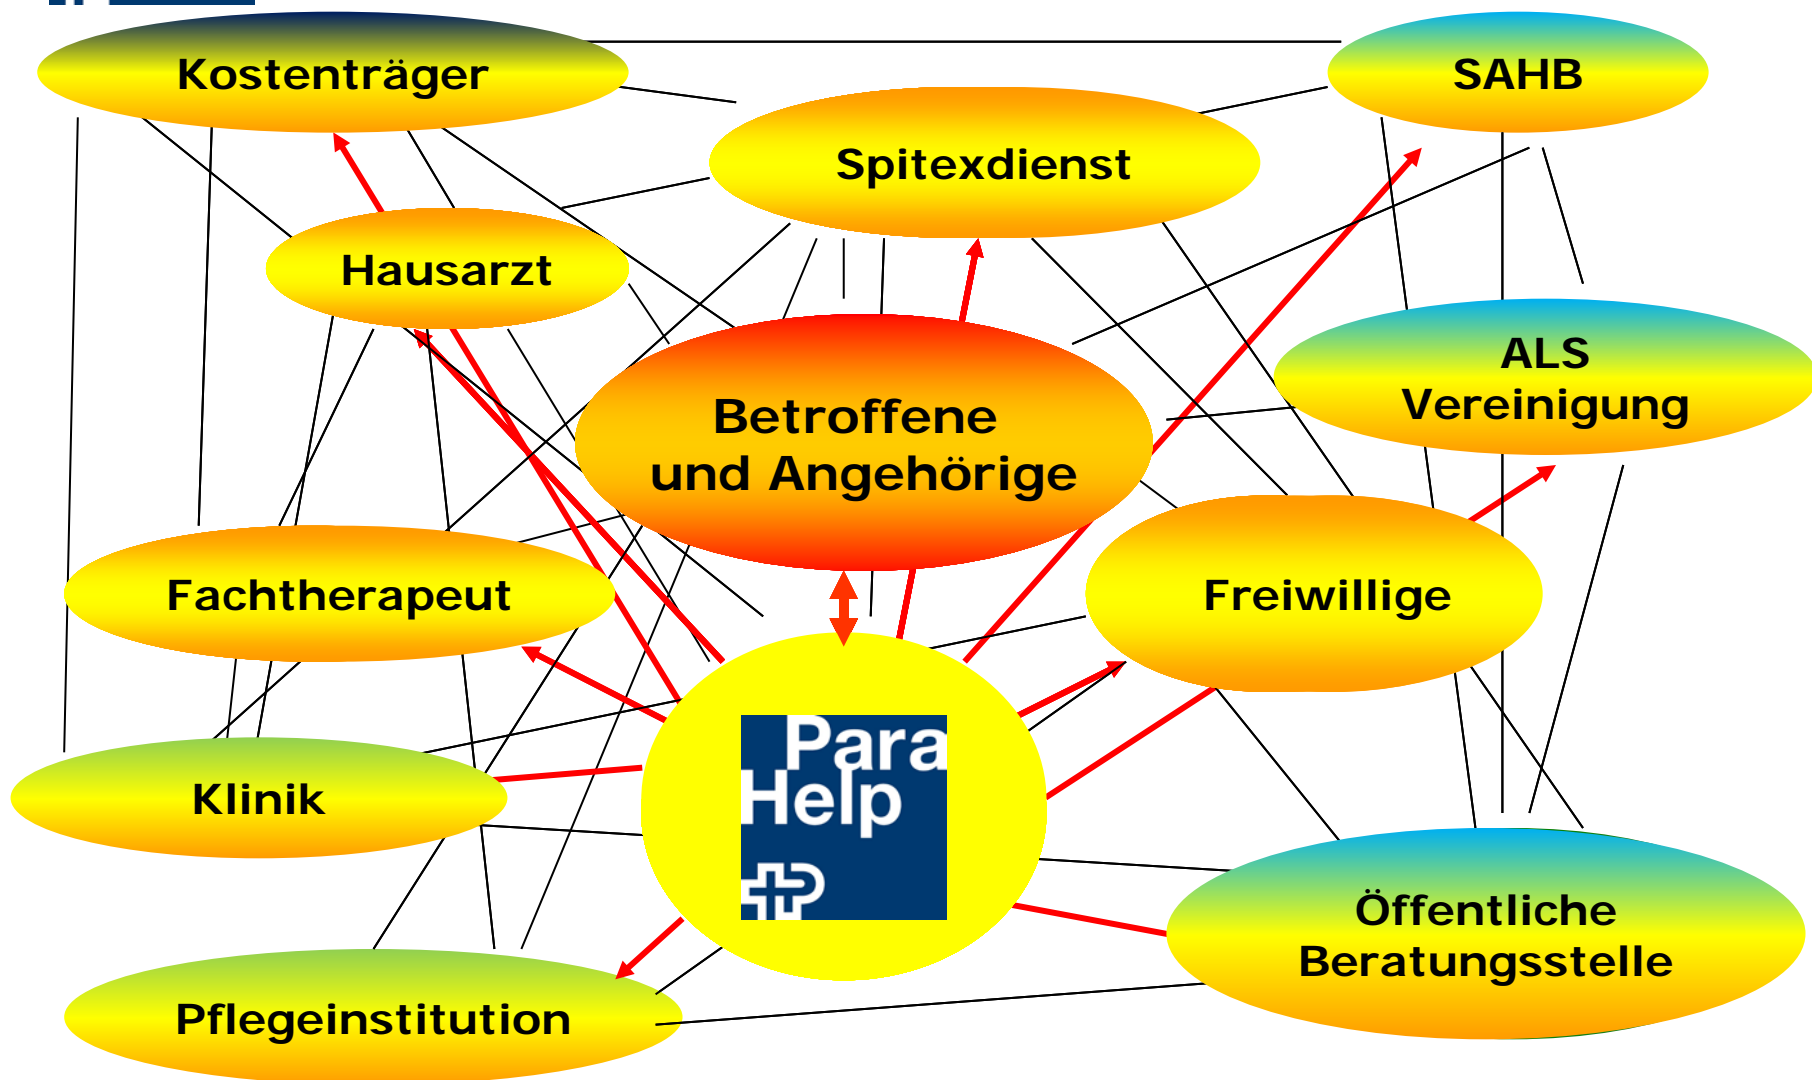 Kostenträger
SAHB
Spitexdienst
Hausarzt
ALS
Vereinigung
Betroffene
und Angehörige
Fachtherapeut
Freiwillige
Para
Help
Klinik
Öffentliche
Beratungsstelle
Pflegeinstitution